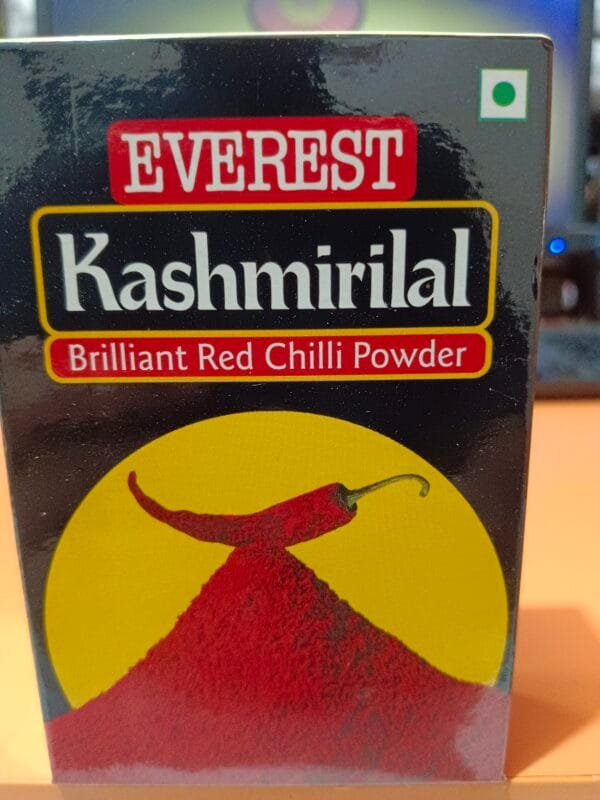 EVEREST
Kashmirilal
Brilliant Red Chilli Powder